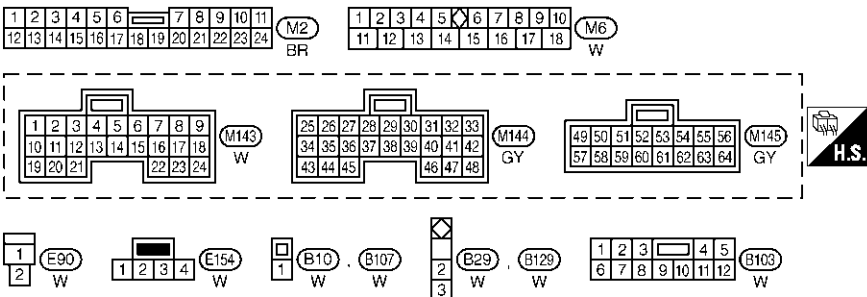 1 2 3 4 5 6 7 8 9 10 11
12 13 14 15 16 17 18 19 20 21 22 23 24
M2
BR
1 2 3 4 5 6 7 8 9 10
11 12 13 14 15 16 17 18
M6
W
1 2 3 4 5 6 7 8 9
10 11 12 13 14 15 16 17 18
19 20 21 22 23 24
M143
W
25 26 27 28 29 30 31 32 33
34 35 36 37 38 39 40 41 42
43 44 45 46 47 48
M144
GY
49 50 51 52 53 54 55 56
57 58 59 60 61 62 63 64
M145
GY
H.S.
1
2
E90
W
1 2 3 4
E154
W
1
B10 , B107
W W
2
3
B29 , B129
W W
1 2 3 4 5
6 7 8 9 10 11 12
B103
W